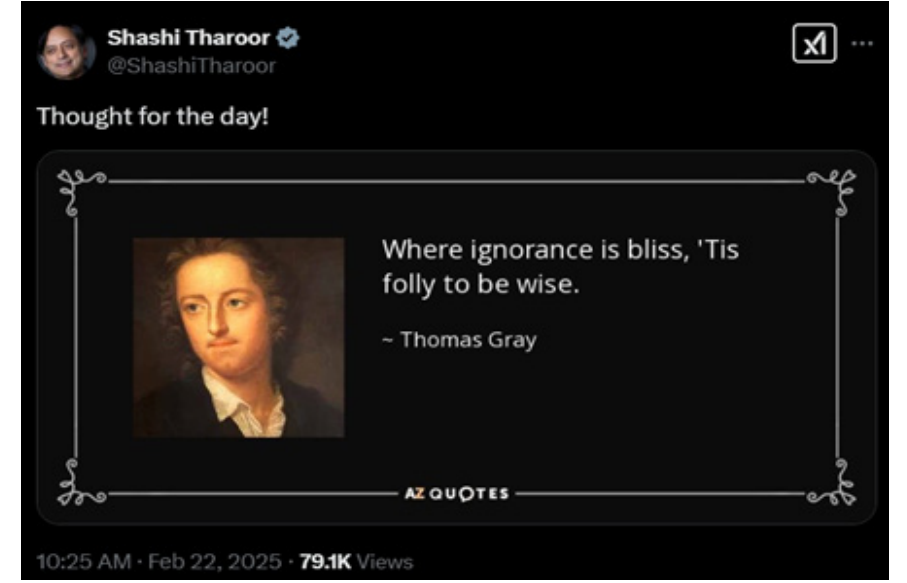 Shashi Tharoor
@ShashiTharoor
Thought for the day!
Where ignorance is bliss, 'Tis
folly to be wise.
~ Thomas Gray
AZ QUOTES
10:25 AM · Feb 22, 2025 · 79.1K Views